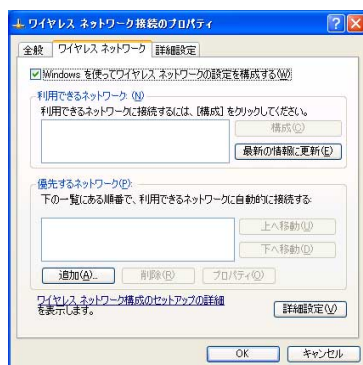 ワイヤレス ネットワーク接続のプロパティ
全般 ワイヤレス ネットワーク 詳細設定
Windows を使ってワイヤレス ネットワークの設定を構成する(W)
利用できるネットワーク (N)
利用できるネットワークに接続するには、[構成] をクリックしてください。
構成(C)
最新の情報に更新(E)
優先するネットワーク(P):
下の一覧にある順番で、利用できるネットワークに自動的に接続する:
上へ移動(U)
下へ移動(D)
追加(A)... 削除(R) プロパティ(O)
ワイヤレス ネットワーク構成のセットアップの詳細
を表示します。
詳細設定(V)
OK キャンセル